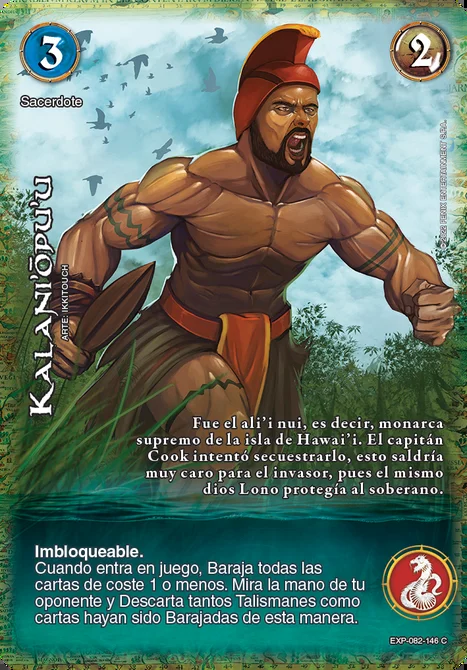 3
2
Sacerdote
KALANI'ŌPU'U
ARTE: IKKITOUCH
©2022 FENIX ENTERTAINMENT S.P.A.
Fue el ali'i nui, es decir, monarca
supremo de la isla de Hawai'i. El capitán
Cook intentó secuestrarlo, esto saldría
muy caro para el invasor, pues el mismo
dios Lono protegía al soberano.
Imbloqueable.
Cuando entra en juego, Baraja todas las
cartas de coste 1 o menos. Mira la mano de tu
oponente y Descarta tantos Talismanes como
cartas hayan sido Barajadas de esta manera.
EXP-082-146 C